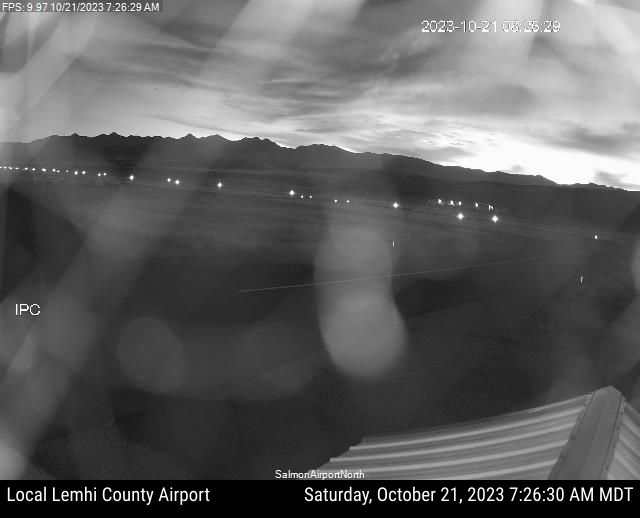 FPS: 9.97 10/21/2023 7:26:29 AM
2023-10-21 08:26:29
IPC
SalmonAirportNorth
Local Lemhi County Airport
Saturday, October 21, 2023 7:26:30 AM MDT